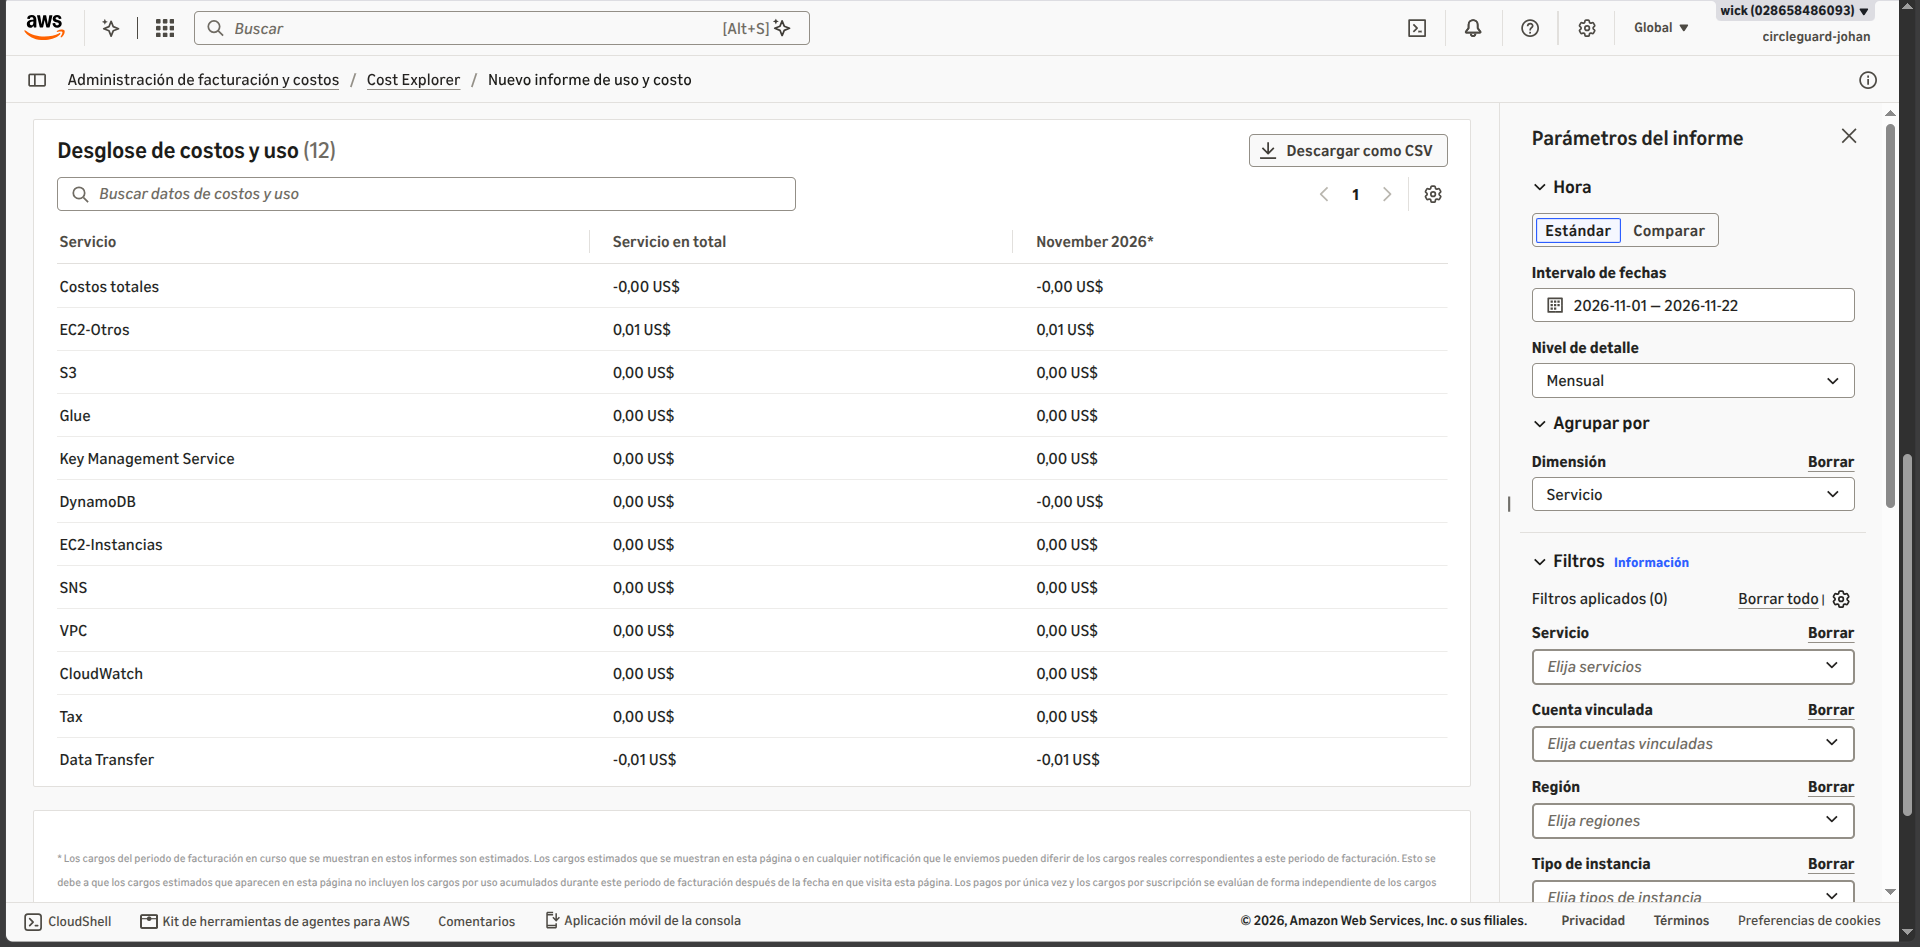 aws
Buscar [Alt+S]
Global
wick (028658486093)
circleguard-johan
Administración de facturación y costos / Cost Explorer / Nuevo informe de uso y costo
Desglose de costos y uso (12)
Descargar como CSV
Buscar datos de costos y uso
1
Servicio Servicio en total November 2026*
Costos totales -0,00 US$ -0,00 US$
EC2-Otros 0,01 US$ 0,01 US$
S3 0,00 US$ 0,00 US$
Glue 0,00 US$ 0,00 US$
Key Management Service 0,00 US$ 0,00 US$
DynamoDB 0,00 US$ -0,00 US$
EC2-Instancias 0,00 US$ 0,00 US$
SNS 0,00 US$ 0,00 US$
VPC 0,00 US$ 0,00 US$
CloudWatch 0,00 US$ 0,00 US$
Tax 0,00 US$ 0,00 US$
Data Transfer -0,01 US$ -0,01 US$
* Los cargos del periodo de facturación en curso que se muestran en estos informes son estimados. Los cargos estimados que se muestran en esta página o en cualquier notificación que le enviemos pueden diferir de los cargos reales correspondientes a este periodo de facturación. Esto se
debe a que los cargos estimados que aparecen en esta página no incluyen los cargos por uso acumulados durante este periodo de facturación después de la fecha en que visita esta página. Los pagos por única vez y los cargos por suscripción se evalúan de forma independiente de los cargos
Parámetros del informe
Hora
Estándar Comparar
Intervalo de fechas
2026-11-01 — 2026-11-22
Nivel de detalle
Mensual
Agrupar por
Dimensión Borrar
Servicio
Filtros Información
Filtros aplicados (0) Borrar todo
Servicio Borrar
Elija servicios
Cuenta vinculada Borrar
Elija cuentas vinculadas
Región Borrar
Elija regiones
Tipo de instancia Borrar
Elija tipos de instancia
CloudShell Kit de herramientas de agentes para AWS Comentarios Aplicación móvil de la consola
© 2026, Amazon Web Services, Inc. o sus filiales. Privacidad Términos Preferencias de cookies